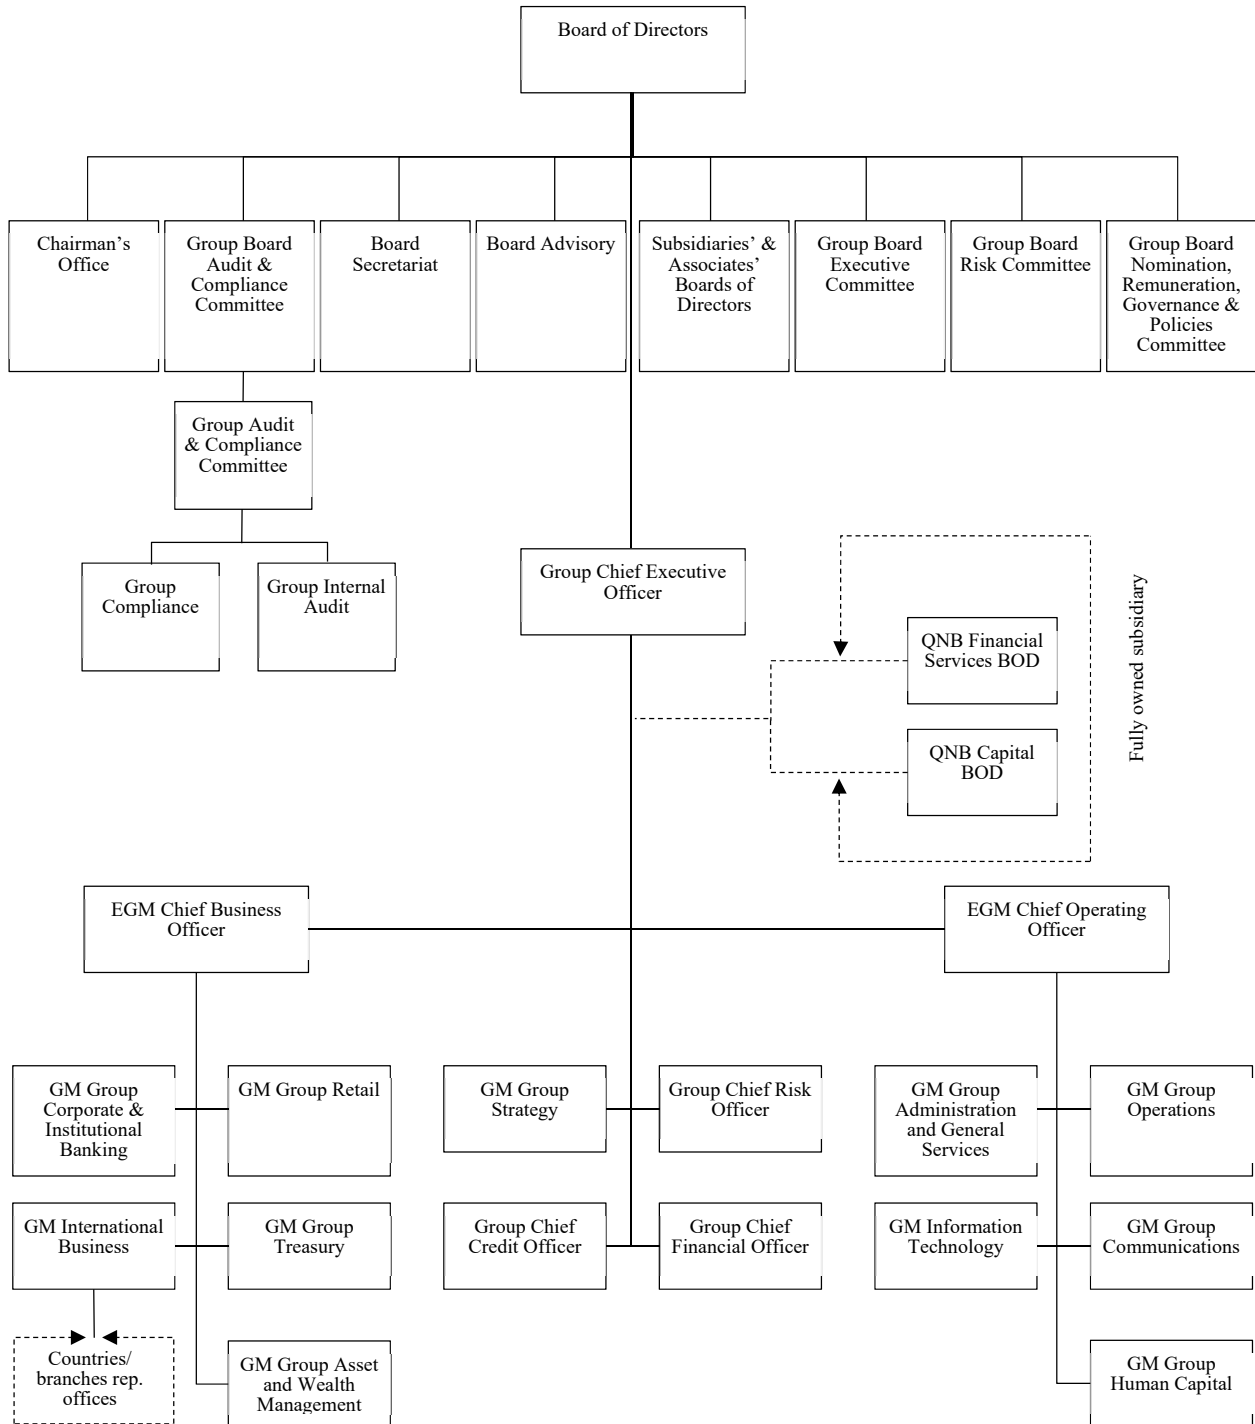 Board of Directors
Chairman’s
Office
Group Board
Audit &
Compliance
Committee
Board
Secretariat
Board Advisory
Subsidiaries’ &
Associates’
Boards of
Directors
Group Board
Executive
Committee
Group Board
Risk Committee
Group Board
Nomination,
Remuneration,
Governance &
Policies
Committee
Group Audit
& Compliance
Committee
Group
Compliance
Group Internal
Audit
Group Chief Executive
Officer
QNB Financial
Services BOD
QNB Capital
BOD
Fully owned subsidiary
EGM Chief Business
Officer
EGM Chief Operating
Officer
GM Group
Corporate &
Institutional
Banking
GM Group Retail
GM Group
Strategy
Group Chief Risk
Officer
GM Group
Administration
and General
Services
GM Group
Operations
GM International
Business
GM Group
Treasury
Group Chief
Credit Officer
Group Chief
Financial Officer
GM Information
Technology
GM Group
Communications
Countries/
branches rep.
offices
GM Group Asset
and Wealth
Management
GM Group
Human Capital